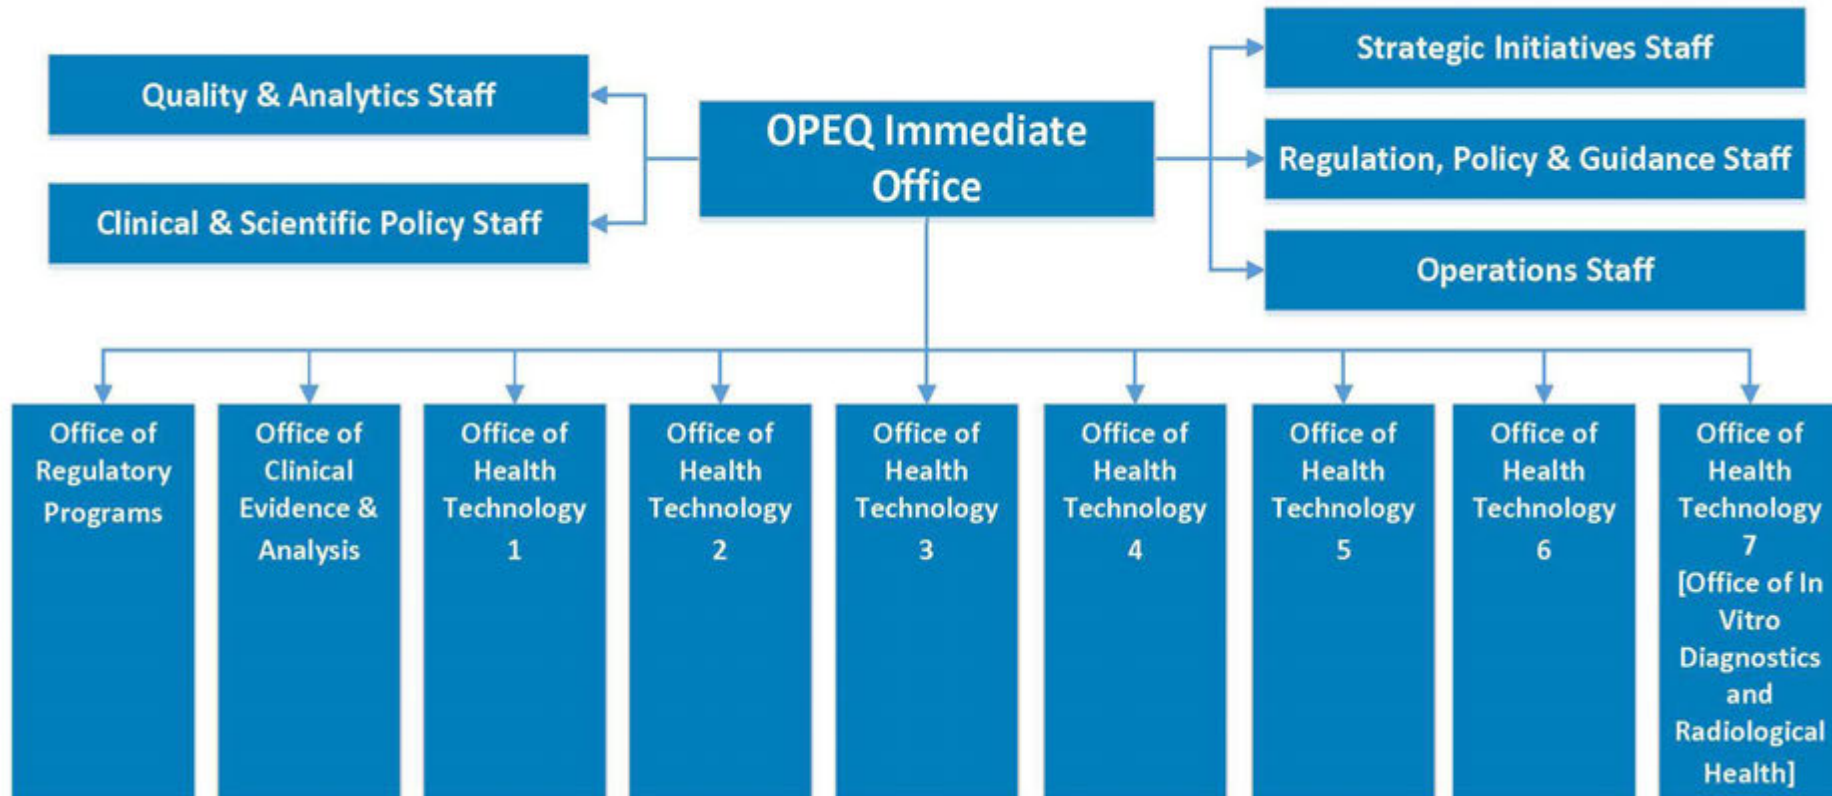 Quality & Analytics Staff
Clinical & Scientific Policy Staff
OPEQ Immediate
Office
Strategic Initiatives Staff
Regulation, Policy & Guidance Staff
Operations Staff
Office of
Regulatory
Programs
Office of
Clinical
Evidence &
Analysis
Office of
Health
Technology
1
Office of
Health
Technology
2
Office of
Health
Technology
3
Office of
Health
Technology
4
Office of
Health
Technology
5
Office of
Health
Technology
6
Office of
Health
Technology
7
[Office of In
Vitro
Diagnostics
and
Radiological
Health]